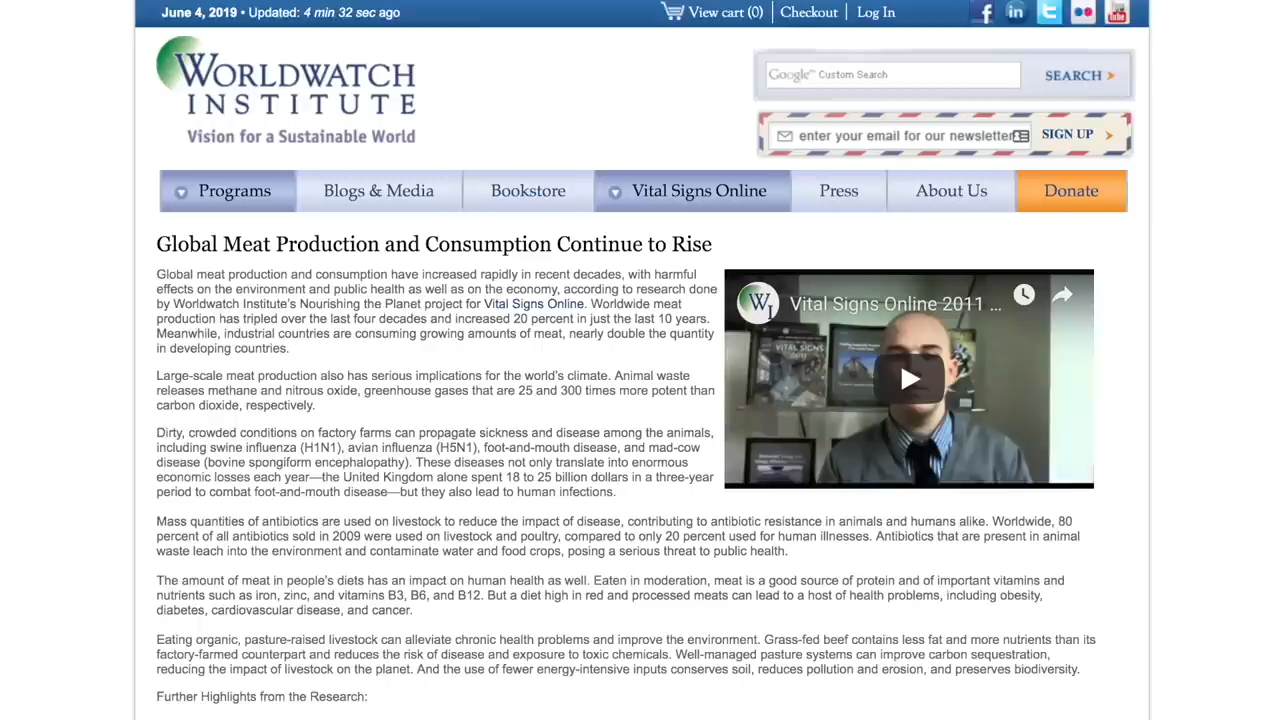 June 4, 2019 • Updated: 4 min 32 sec ago
View cart (0) Checkout Log In
WORLDWATCH
INSTITUTE
Vision for a Sustainable World
Google™ Custom Search
SEARCH
enter your email for our newsletter
SIGN UP
Programs Blogs & Media Bookstore Vital Signs Online Press About Us Donate
Global Meat Production and Consumption Continue to Rise
Global meat production and consumption have increased rapidly in recent decades, with harmful
effects on the environment and public health as well as on the economy, according to research done
by Worldwatch Institute's Nourishing the Planet project for Vital Signs Online. Worldwide meat
production has tripled over the last four decades and increased 20 percent in just the last 10 years.
Meanwhile, industrial countries are consuming growing amounts of meat, nearly double the quantity
in developing countries.
Vital Signs Online 2011 ...
Large-scale meat production also has serious implications for the world's climate. Animal waste
releases methane and nitrous oxide, greenhouse gases that are 25 and 300 times more potent than
carbon dioxide, respectively.
Dirty, crowded conditions on factory farms can propagate sickness and disease among the animals,
including swine influenza (H1N1), avian influenza (H5N1), foot-and-mouth disease, and mad-cow
disease (bovine spongiform encephalopathy). These diseases not only translate into enormous
economic losses each year—the United Kingdom alone spent 18 to 25 billion dollars in a three-year
period to combat foot-and-mouth disease—but they also lead to human infections.
Mass quantities of antibiotics are used on livestock to reduce the impact of disease, contributing to antibiotic resistance in animals and humans alike. Worldwide, 80
percent of all antibiotics sold in 2009 were used on livestock and poultry, compared to only 20 percent used for human illnesses. Antibiotics that are present in animal
waste leach into the environment and contaminate water and food crops, posing a serious threat to public health.
The amount of meat in people's diets has an impact on human health as well. Eaten in moderation, meat is a good source of protein and of important vitamins and
nutrients such as iron, zinc, and vitamins B3, B6, and B12. But a diet high in red and processed meats can lead to a host of health problems, including obesity,
diabetes, cardiovascular disease, and cancer.
Eating organic, pasture-raised livestock can alleviate chronic health problems and improve the environment. Grass-fed beef contains less fat and more nutrients than its
factory-farmed counterpart and reduces the risk of disease and exposure to toxic chemicals. Well-managed pasture systems can improve carbon sequestration,
reducing the impact of livestock on the planet. And the use of fewer energy-intensive inputs conserves soil, reduces pollution and erosion, and preserves biodiversity.
Further Highlights from the Research: